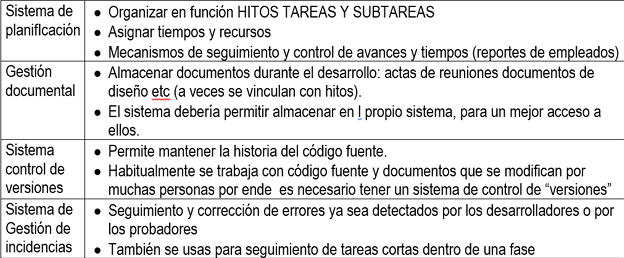 Sistema de planificación
• Organizar en función HITOS TAREAS Y SUBTAREAS
• Asignar tiempos y recursos
• Mecanismos de seguimiento y control de avances y tiempos (reportes de empleados)
Gestión documental
• Almacenar documentos durante el desarrollo: actas de reuniones documentos de
diseño etc (a veces se vinculan con hitos).
• El sistema debería permitir almacenar en l propio sistema, para un mejor acceso a
ellos.
Sistema control de versiones
• Permite mantener la historia del código fuente.
• Habitualmente se trabaja con código fuente y documentos que se modifican por
muchas personas por ende es necesario tener un sistema de control de “versiones”
Sistema de Gestión de incidencias
• Seguimiento y corrección de errores ya sea detectados por los desarrolladores o por
los probadores
• También se usas para seguimiento de tareas cortas dentro de una fase